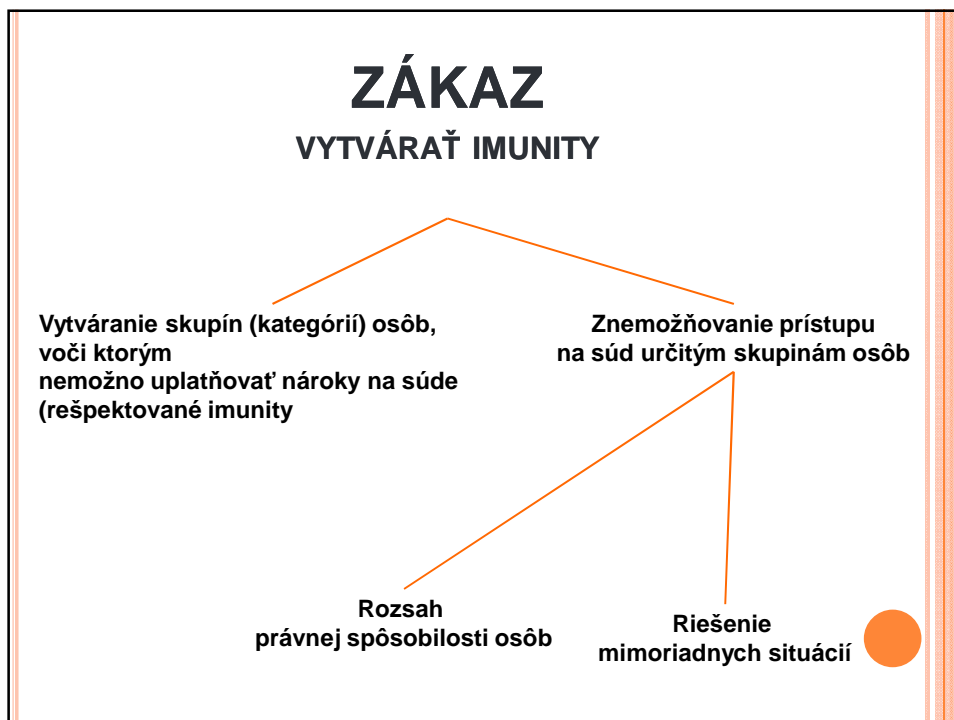 ZÁKAZ
VYTVÁRAŤ IMUNITY
Vytváranie skupín (kategórií) osôb,
voči ktorým
nemožno uplatňovať nároky na súde
(rešpektované imunity
Znemožňovanie prístupu
na súd určitým skupinám osôb
Rozsah
právnej spôsobilosti osôb
Riešenie
mimoriadnych situácií